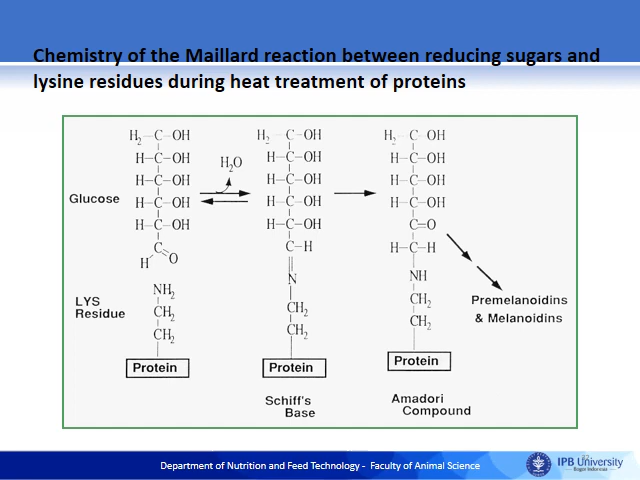 Chemistry of the Maillard reaction between reducing sugars and
lysine residues during heat treatment of proteins
H2–C–OH H2–C–OH H2–C–OH
H–C–OH H2O H–C–OH H–C–OH
H–C–OH H–C–OH H–C–OH
Glucose H–C–OH H–C–OH H–C–OH
H–C–OH H–C–OH C=O
H C O C–H H–C–H
N NH
LYS
Residue
NH2 CH2 CH2
CH2 CH2 CH2
CH2
Premelanoidins
& Melanoidins
Protein Protein Protein
Schiff's
Base
Amadori
Compound
Department of Nutrition and Feed Technology - Faculty of Animal Science
IPB University
Bogor Indonesia